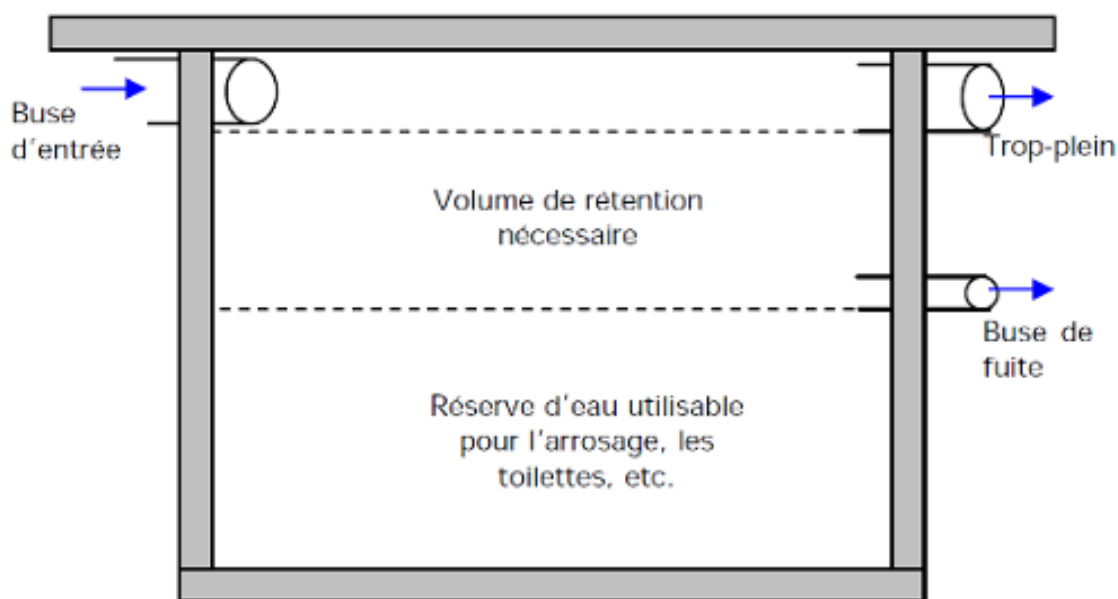 Buse
d'entrée
Trop-plein
Volume de rétention
nécessaire
Buse de
fuite
Réserve d'eau utilisable
pour l'arrosage, les
toilettes, etc.